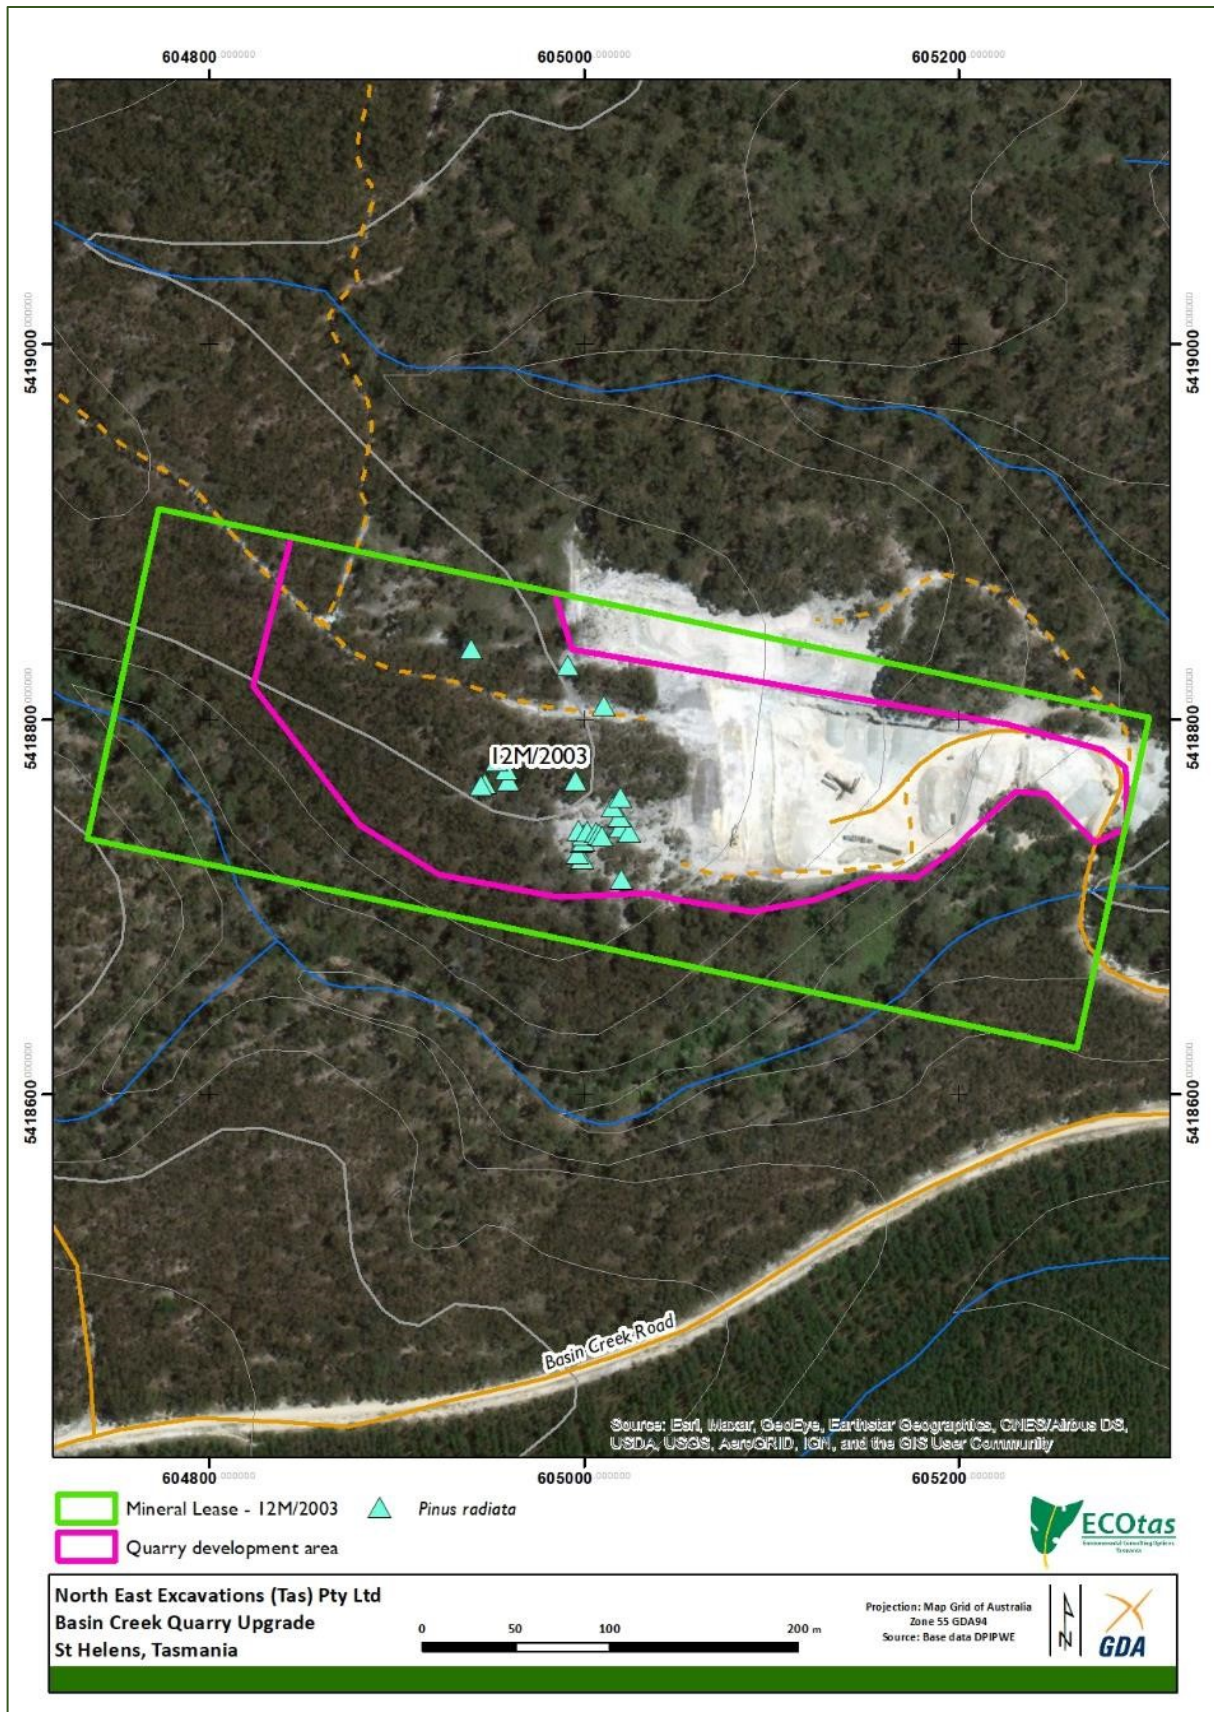 604800.000000 605000.000000 605200.000000
5419000.000000 5419000.000000
5418800.000000 5418800.000000
12M/2003
5418600.000000 5418600.000000
Basin Creek Road
Source: Esri, Maxar, GeoEye, Earthstar Geographics, CNES/Airbus DS,
USDA, USGS, AeroGRID, IGN, and the GIS User Community
604800.000000 605000.000000 605200.000000
Mineral Lease - 12M/2003 Pinus radiata
Quarry development area
ECOtas
Environmental Consulting Options
Tasmania
North East Excavations (Tas) Pty Ltd
Basin Creek Quarry Upgrade
St Helens, Tasmania
0 50 100 200 m
Projection: Map Grid of Australia
Zone 55 GDA94
Source: Base data DPIPWE
N
GDA